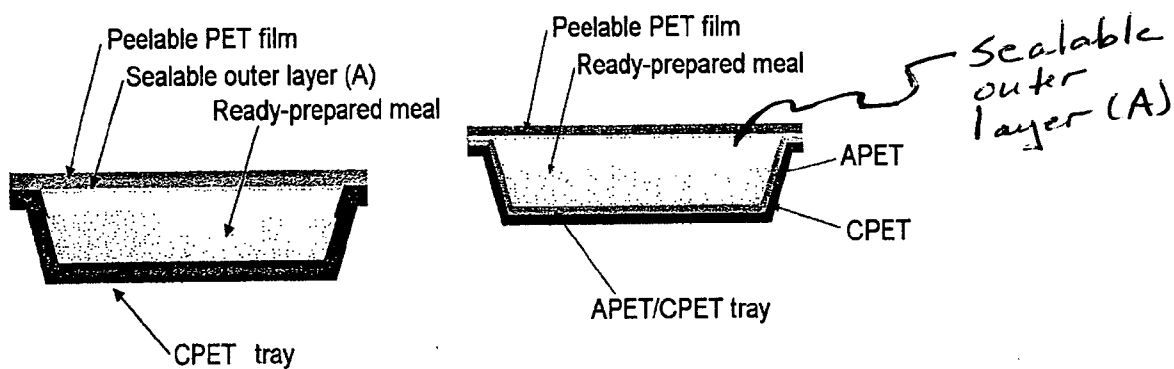 Peelable PET film
Sealable outer layer (A)
Ready-prepared meal
CPET tray
Peelable PET film
Ready-prepared meal
Sealable
outer
layer (A)
APET
CPET
APET/CPET tray